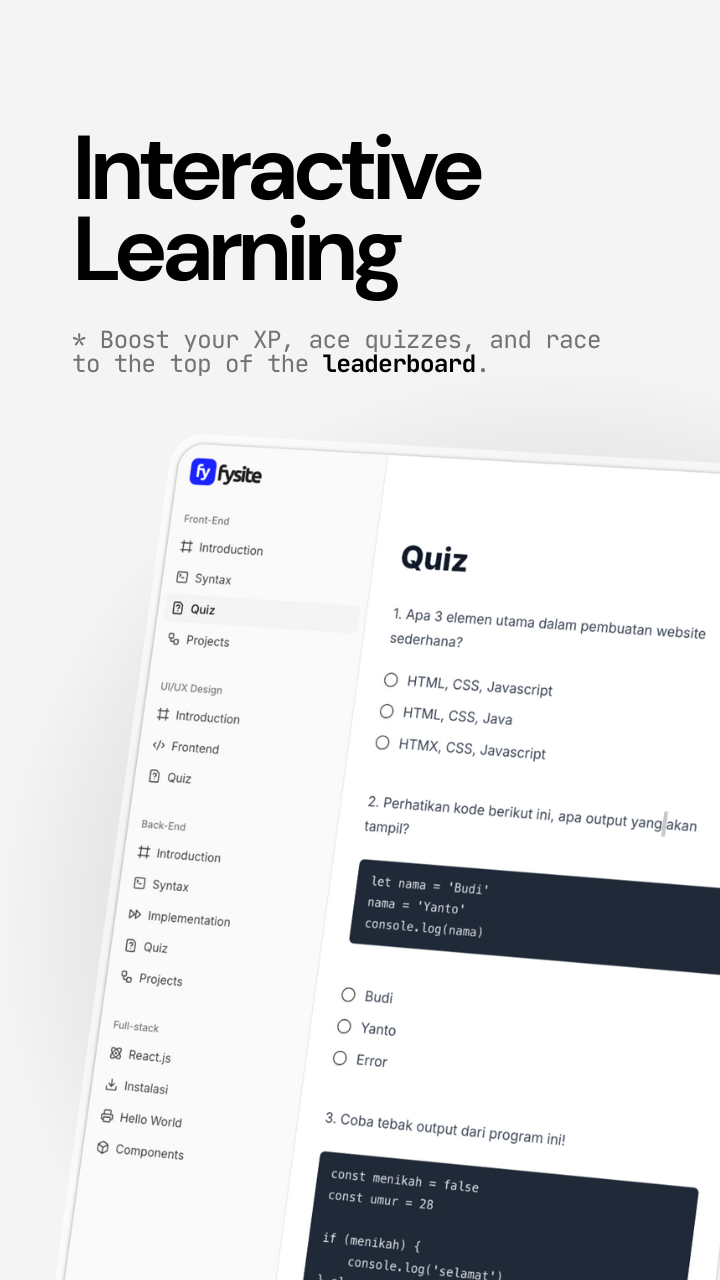 Interactive
Learning
* Boost your XP, ace quizzes, and race
to the top of the leaderboard.
fy fysite
Front-End
Introduction
Syntax
Quiz
Projects
UI/UX Design
Introduction
Frontend
Quiz
Back-End
Introduction
Syntax
Implementation
Quiz
Projects
Full-stack
React.js
Instalasi
Hello World
Components
Quiz
1. Apa 3 elemen utama dalam pembuatan website
sederhana?
HTML, CSS, Javascript
HTML, CSS, Java
HTMX, CSS, Javascript
2. Perhatikan kode berikut ini, apa output yang akan
tampil?
let nama = 'Budi'
nama = 'Yanto'
console.log(nama)
Budi
Yanto
Error
3. Coba tebak output dari program ini!
const menikah = false
const umur = 28
if (menikah) {
console.log('selamat')